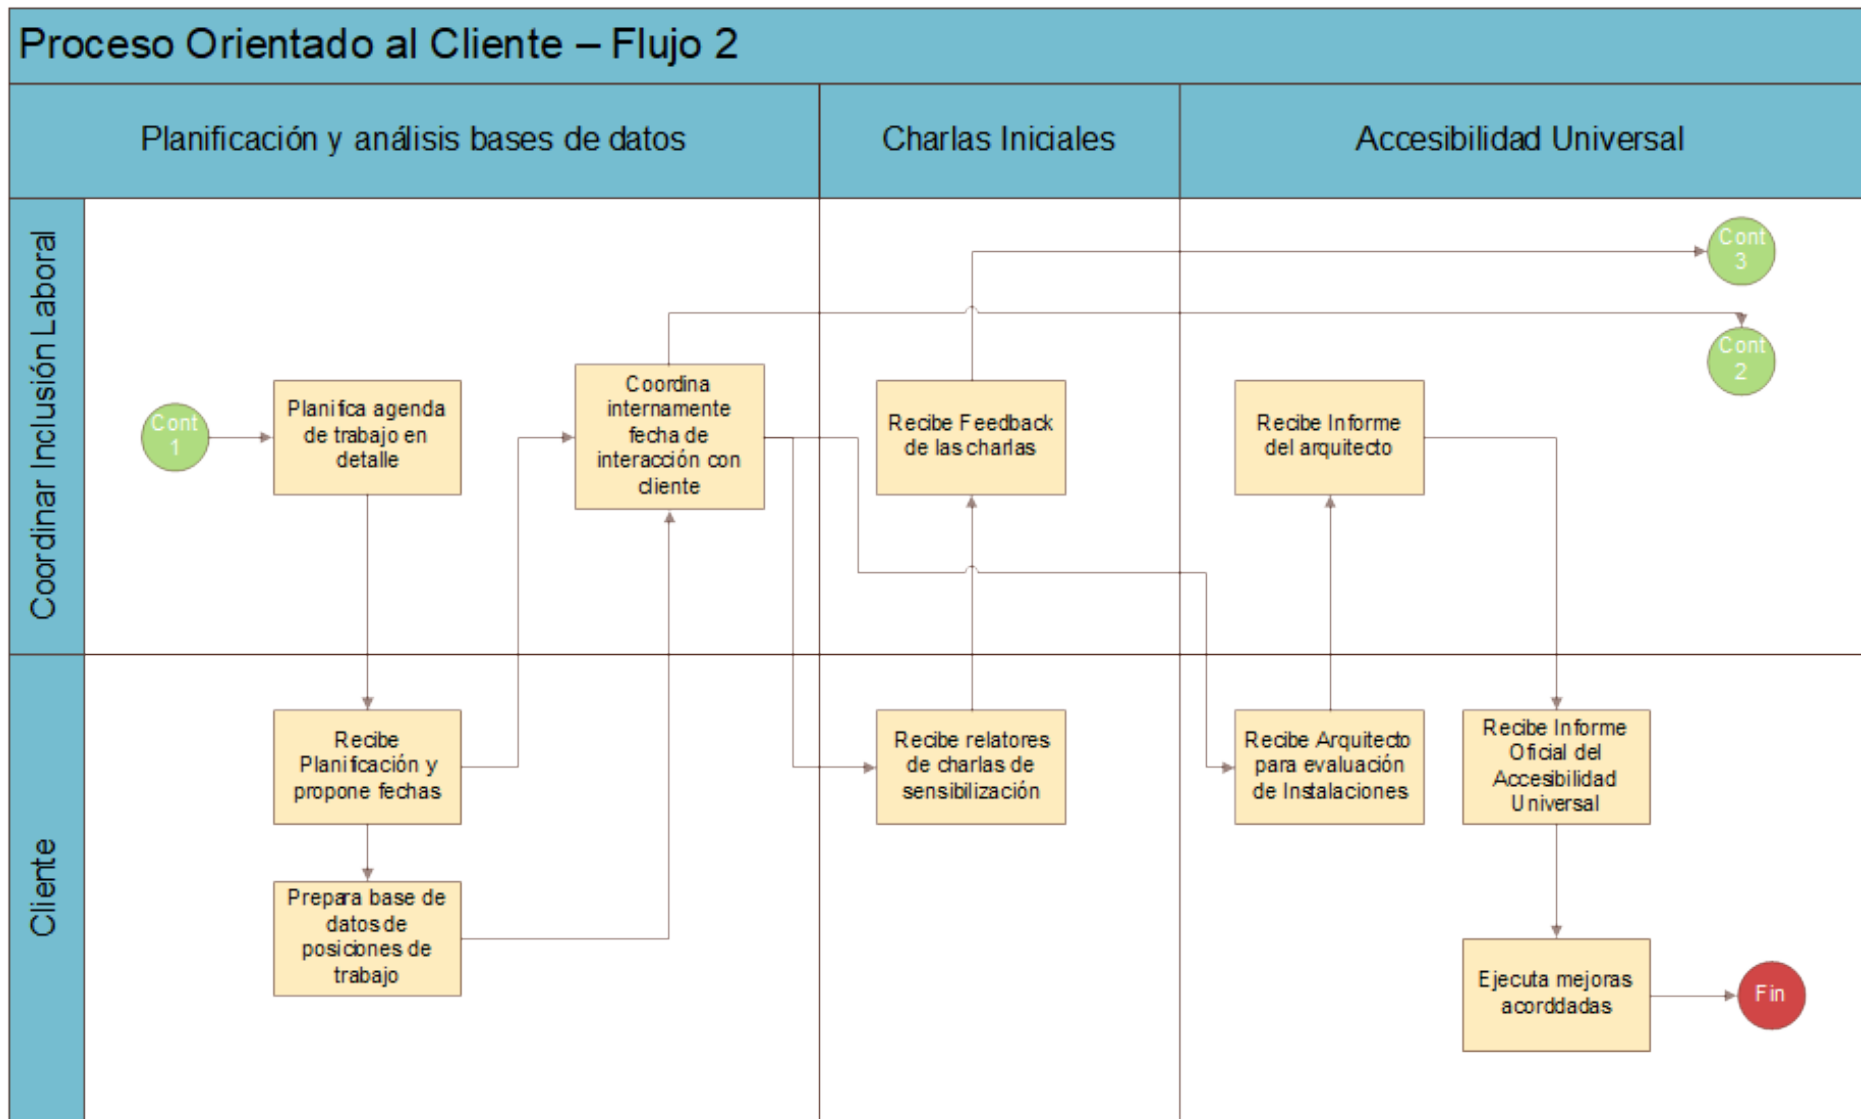 Proceso Orientado al Cliente – Flujo 2
Planificación y análisis bases de datos
Charlas Iniciales
Accesibilidad Universal
Coordinar Inclusión Laboral
Cont
1
Planifica agenda
de trabajo en
detalle
Coordina
internamente
fecha de
interacción con
cliente
Recibe Feedback
de las charlas
Recibe Informe
del arquitecto
Cont
3
Cont
2
Cliente
Recibe
Planificación y
propone fechas
Prepara base de
datos de
posiciones de
trabajo
Recibe relatores
de charlas de
sensibilización
Recibe Arquitecto
para evaluación
de Instalaciones
Recibe Informe
Oficial del
Accesibilidad
Universal
Ejecuta mejoras
acorddadas
Fin